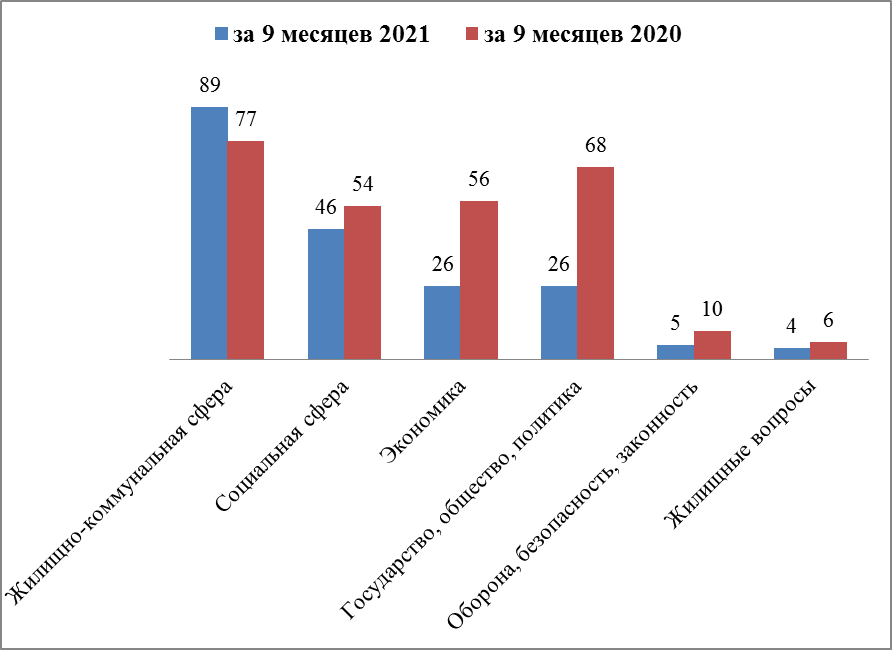 за 9 месяцев 2021
за 9 месяцев 2020
89
77
46
54
26
56
26
68
5
10
4
6
Жилищно-коммунальная сфера
Социальная сфера
Экономика
Государство, общество, политика
Оборона, безопасность, законность
Жилищные вопросы